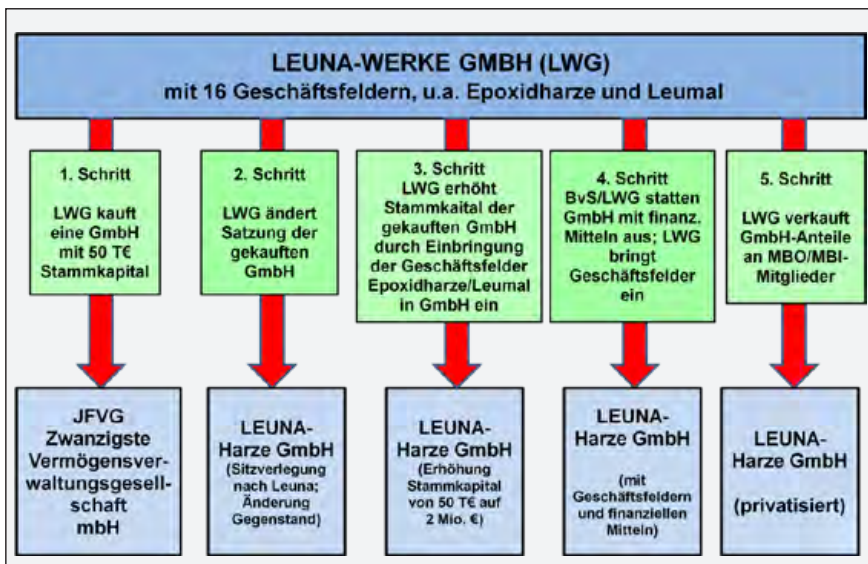 LEUNA-WERKE GMBH (LWG)
mit 16 Geschäftsfeldern, u.a. Epoxidharze und Leumal
1. Schritt
LWG kauft
eine GmbH
mit 50 T€
Stammkapital
2. Schritt
LWG ändert
Satzung der
gekauften
GmbH
3. Schritt
LWG erhöht
Stammkaital der
gekauften GmbH
durch Einbringung
der Geschäftsfelder
Epoxidharze/Leumal
in GmbH ein
4. Schritt
BvS/LWG statten
GmbH mit finanz.
Mitteln aus; LWG
bringt
Geschäftsfelder
ein
5. Schritt
LWG verkauft
GmbH-Anteile
an MBO/MBI-
Mitglieder
JFVG
Zwanzigste
Vermögensver-
waltungsgesell-
schaft
mbH
LEUNA-
Harze GmbH
(Sitzverlegung
nach Leuna;
Änderung
Gegenstand)
LEUNA-
Harze GmbH
(Erhöhung
Stammkapital
von 50 T€ auf
2 Mio. €)
LEUNA-
Harze GmbH
(mit
Geschäftsfeldern
und finanziellen
Mitteln)
LEUNA-
Harze GmbH
(privatisiert)